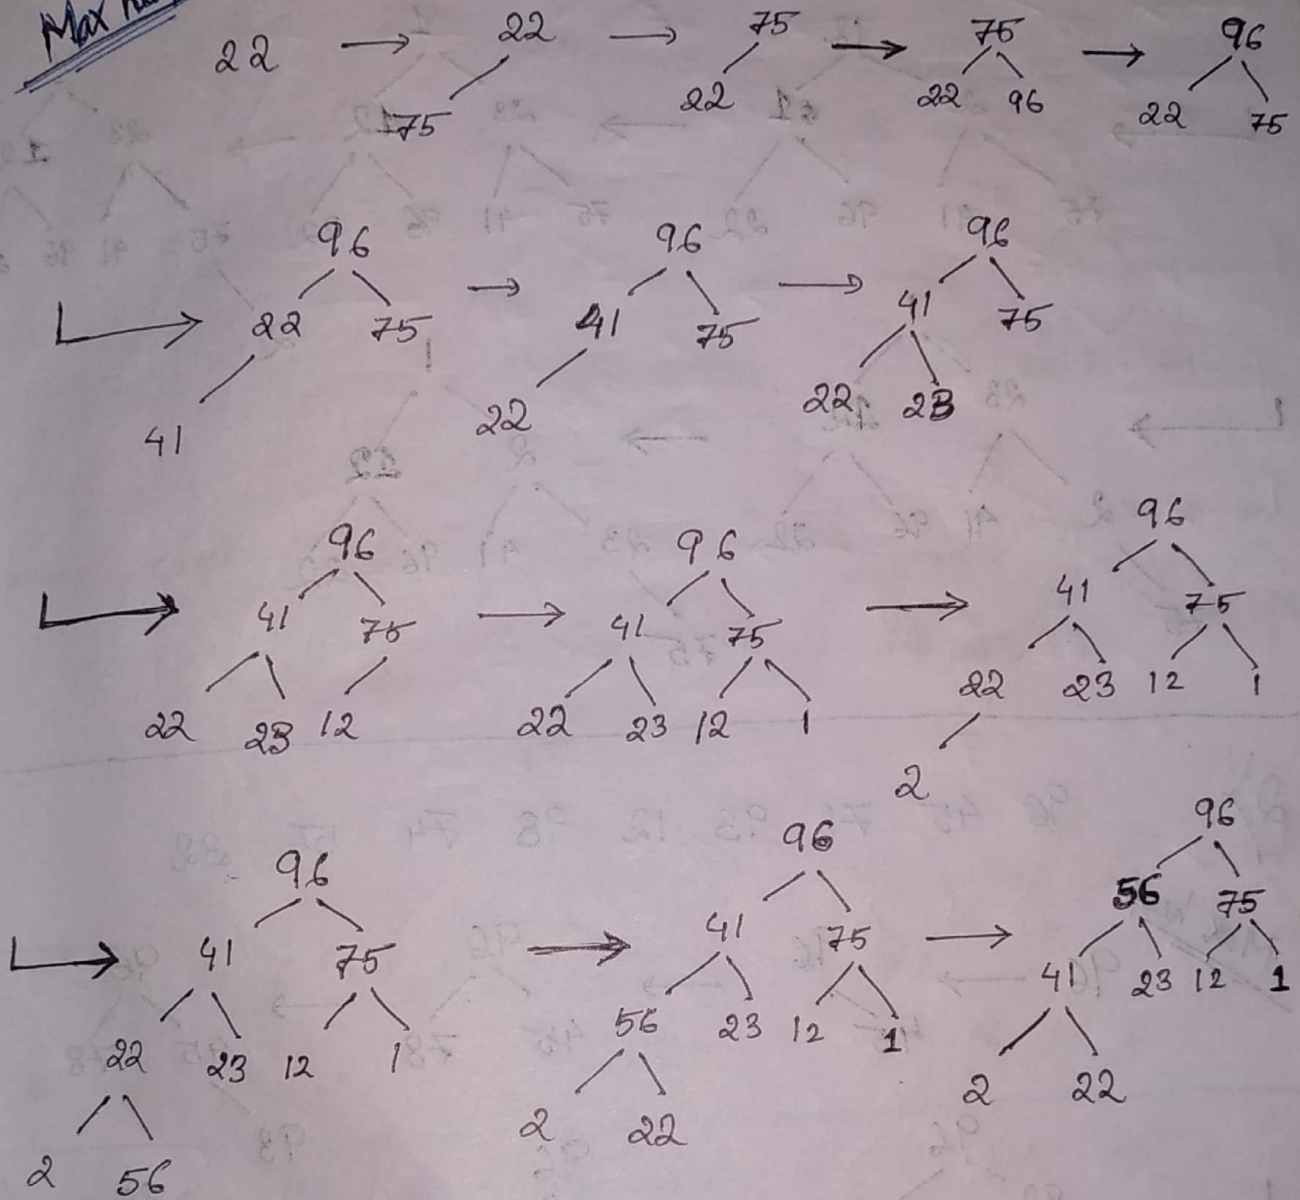 Max
22 → 22 → 75 → 75 → 96
75 22 22 96 22 75
96 96 96
→ 22 75 → 41 75 → 41 75
41 22 22 23
96 96 96
→ 41 75 → 41 75 → 41 75
22 23 12 22 23 12 1 22 23 12 1
2
96 96 96
→ 41 75 → 41 75 → 56 75
22 23 12 1 56 23 12 1 41 23 12 1
2 56 2 22 2 22